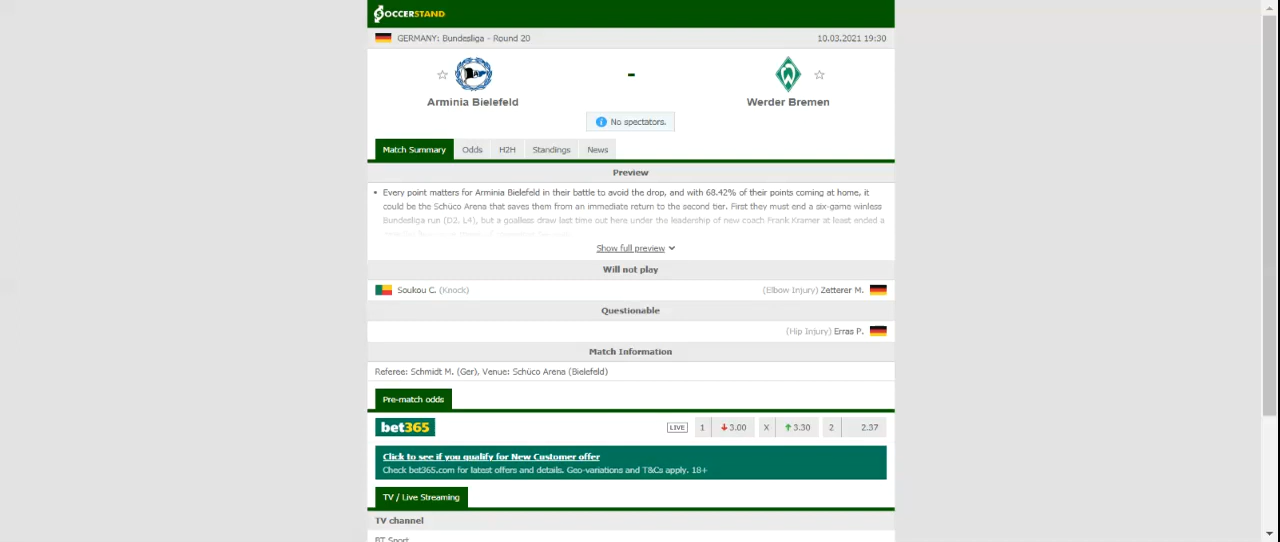 SOCCERSTAND
GERMANY: Bundesliga - Round 20 10.03.2021 19:30
-
Arminia Bielefeld Werder Bremen
No spectators.
Match Summary Odds H2H Standings News
Preview
Every point matters for Arminia Bielefeld in their battle to avoid the drop, and with 68.42% of their points coming at home, it
could be the Schüco Arena that saves them from an immediate return to the second tier. First they must end a six-game winless
Bundesliga run (D2, L4), but a goalless draw last time out here under the leadership of new coach Frank Kramer at least ended a
Show full preview
Will not play
Soukou C. (Knock) (Elbow Injury) Zetterer M.
Questionable
(Hip Injury) Erras P.
Match Information
Referee: Schmidt M. (Ger), Venue: Schüco Arena (Bielefeld)
Pre-match odds
bet365 LIVE 1 3.00 X 3.30 2 2.37
Click to see if you qualify for New Customer offer
Check bet365.com for latest offers and details. Geo-variations and T&Cs apply. 18+
TV / Live Streaming
TV channel
BT Sport